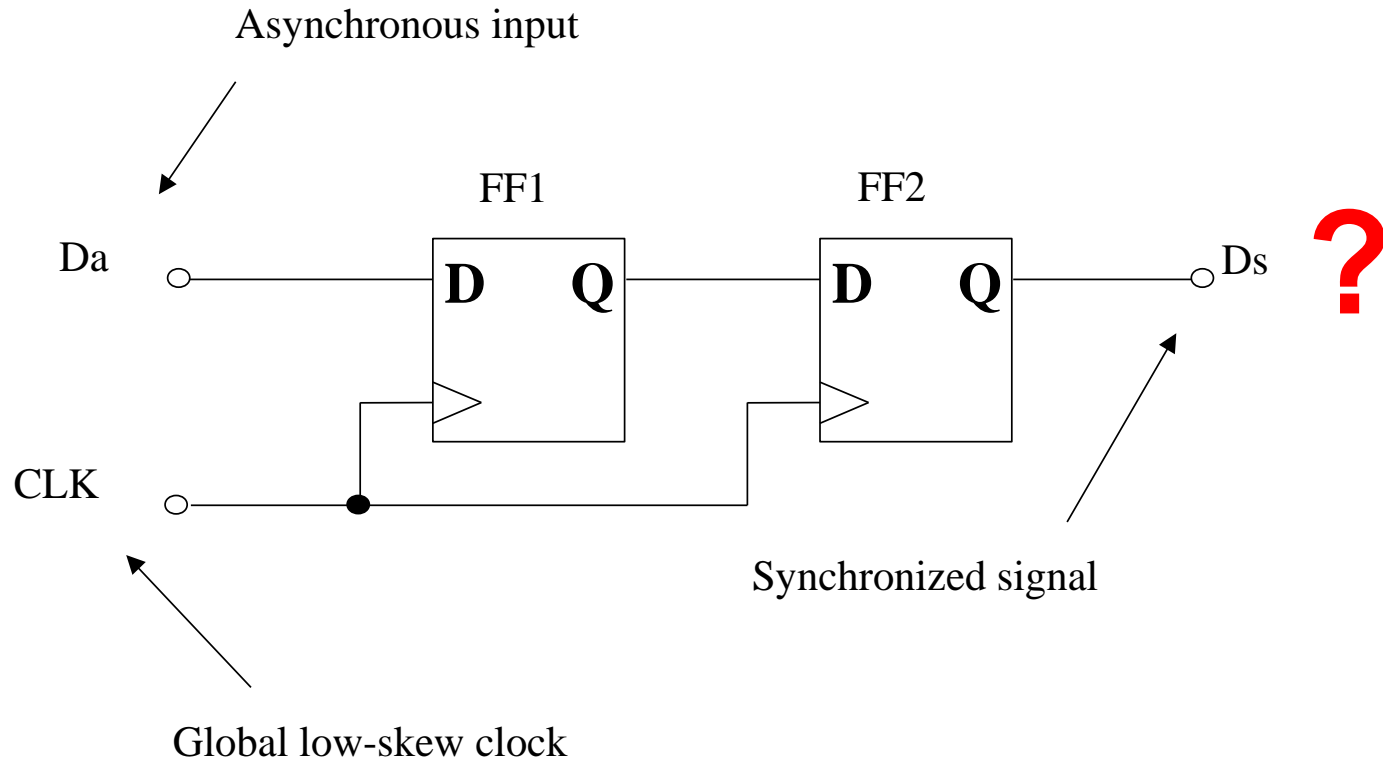 Asynchronous input
FF1
FF2
Da
D
Q
D
Q
Ds
?
CLK
Synchronized signal
Global low-skew clock